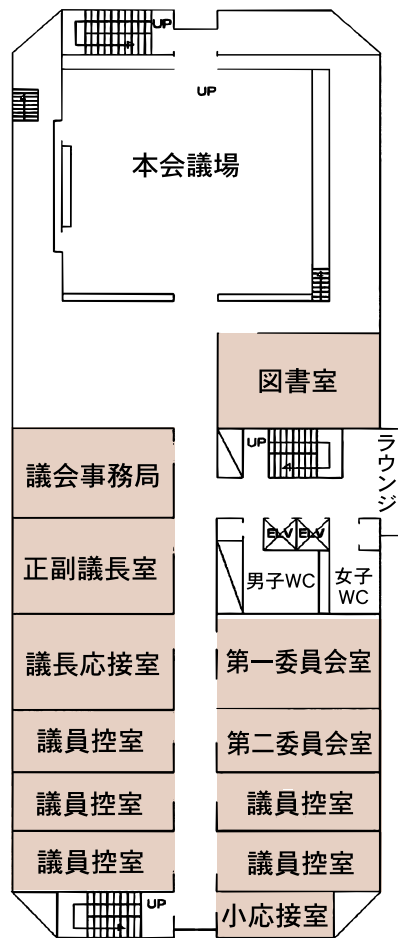 UP
UP
本会議場
図書室
UP
ラウンジ
議会事務局
ELV ELV
正副議長室
男子WC
女子
WC
議長応接室
第一委員会室
議員控室
第二委員会室
議員控室
議員控室
議員控室
議員控室
UP
小応接室